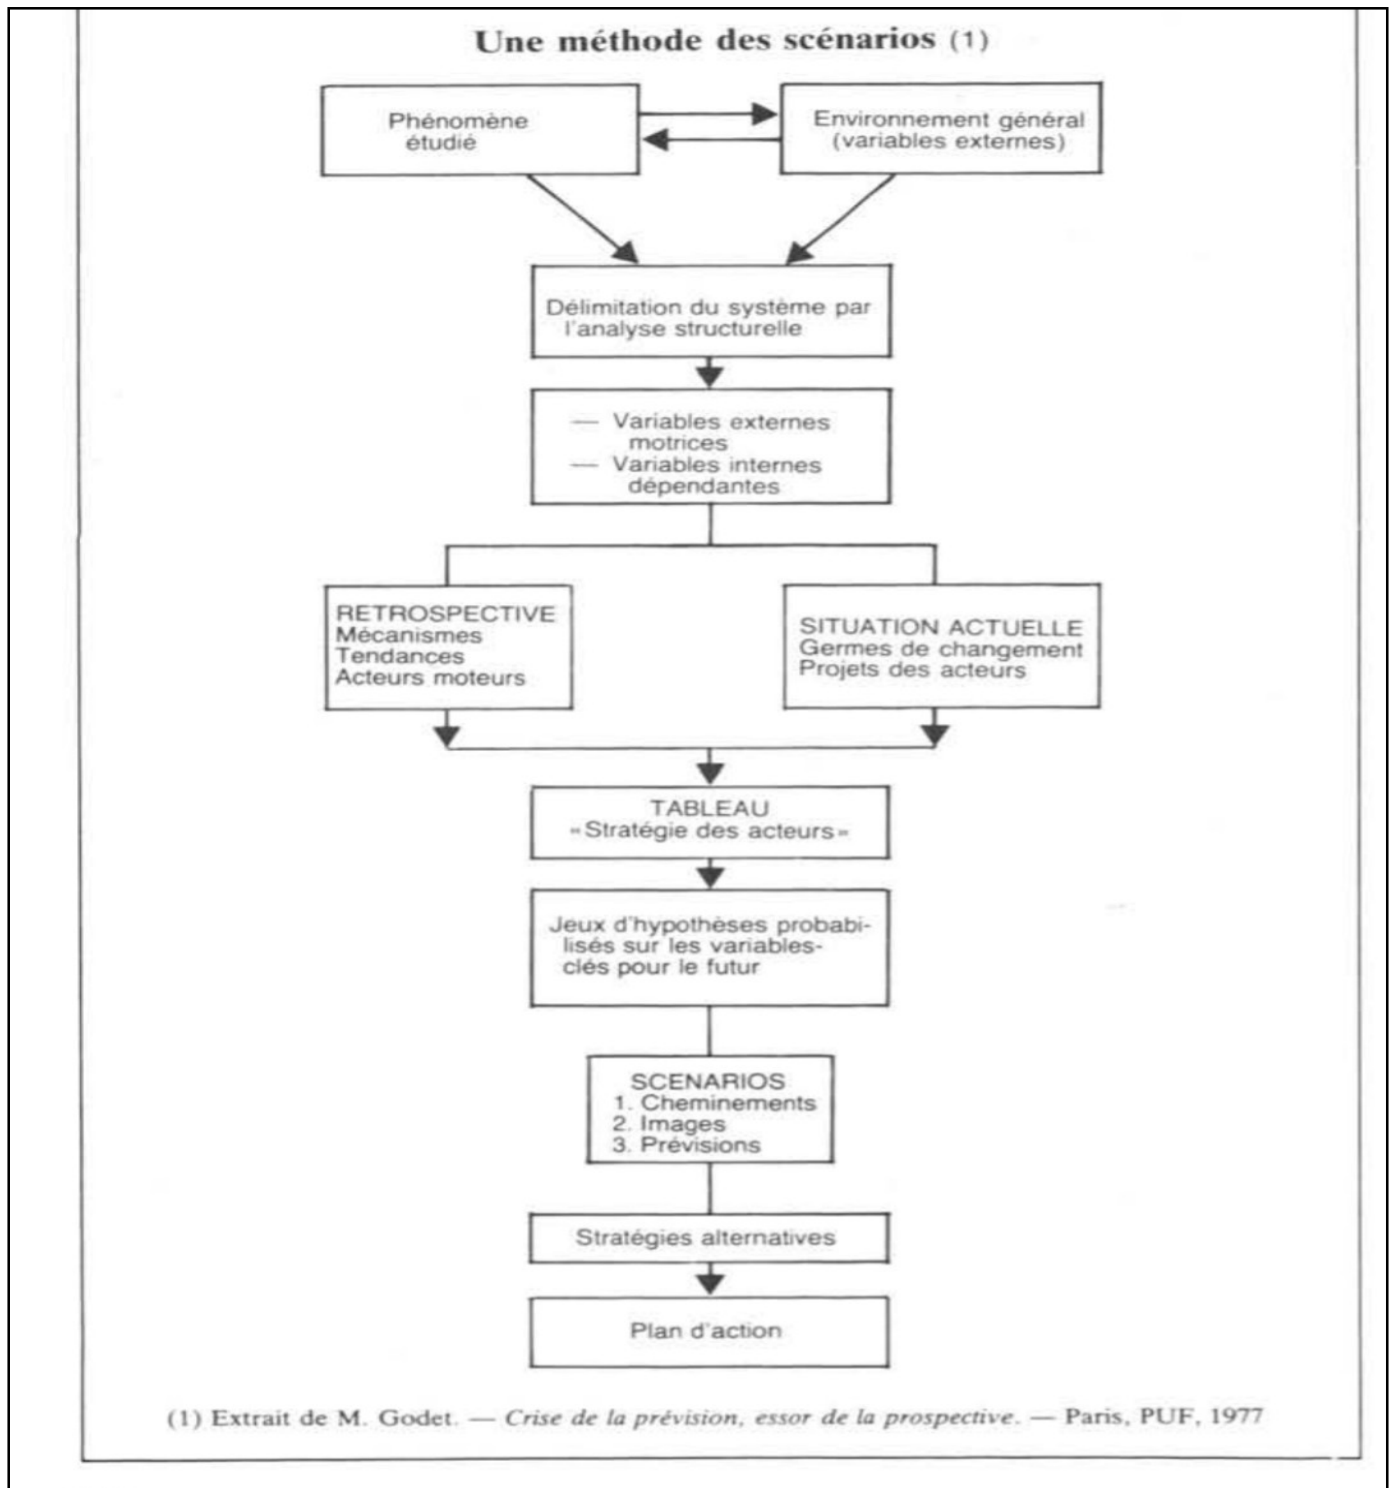 Une méthode des scénarios (1)
Phénomène
étudié
Environnement général
(variables externes)
Délimitation du système par
l'analyse structurelle
— Variables externes
motrices
— Variables internes
dépendantes
RETROSPECTIVE
Mécanismes
Tendances
Acteurs moteurs
SITUATION ACTUELLE
Germes de changement
Projets des acteurs
TABLEAU
«Stratégie des acteurs»
Jeux d'hypothèses probabi-
lisés sur les variables-
clés pour le futur
SCENARIOS
1. Cheminements
2. Images
3. Prévisions
Stratégies alternatives
Plan d'action
(1) Extrait de M. Godet. — Crise de la prévision, essor de la prospective. — Paris, PUF, 1977